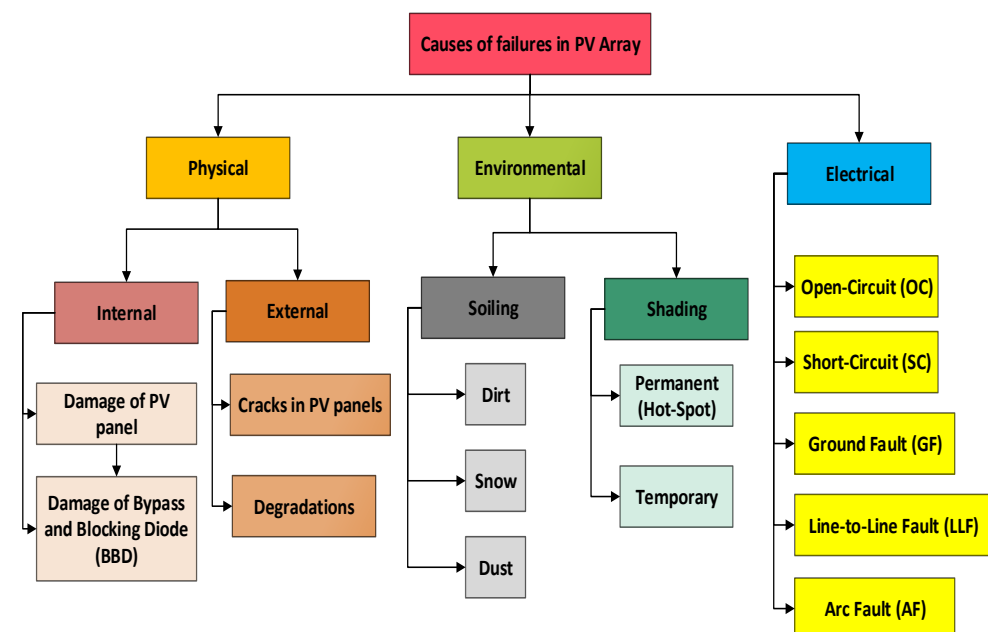 Causes of failures in PV Array
Physical
Environmental
Electrical
Internal
External
Soiling
Shading
Damage of PV
panel
Damage of Bypass
and Blocking Diode
(BBD)
Cracks in PV panels
Degradations
Dirt
Snow
Dust
Permanent
(Hot-Spot)
Temporary
Open-Circuit (OC)
Short-Circuit (SC)
Ground Fault (GF)
Line-to-Line Fault (LLF)
Arc Fault (AF)